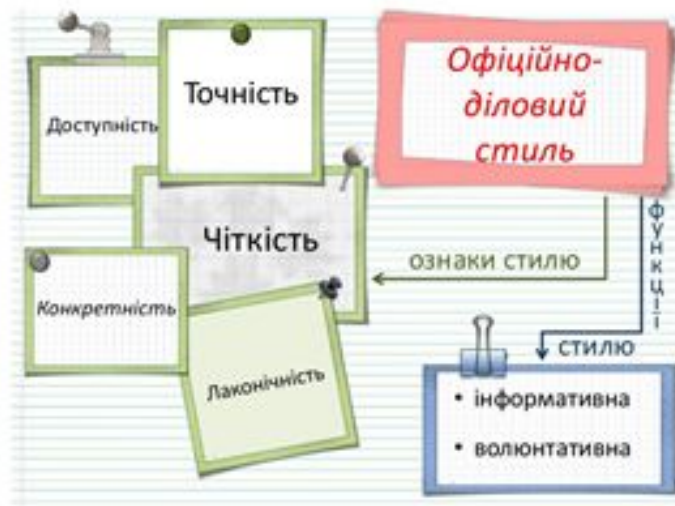 Офіційно-
діловий
стиль
Доступність
Точність
Чіткість
Конкретність
Лаконічність
ознаки стилю
функції
стилю
• інформативна
• волюнтативна